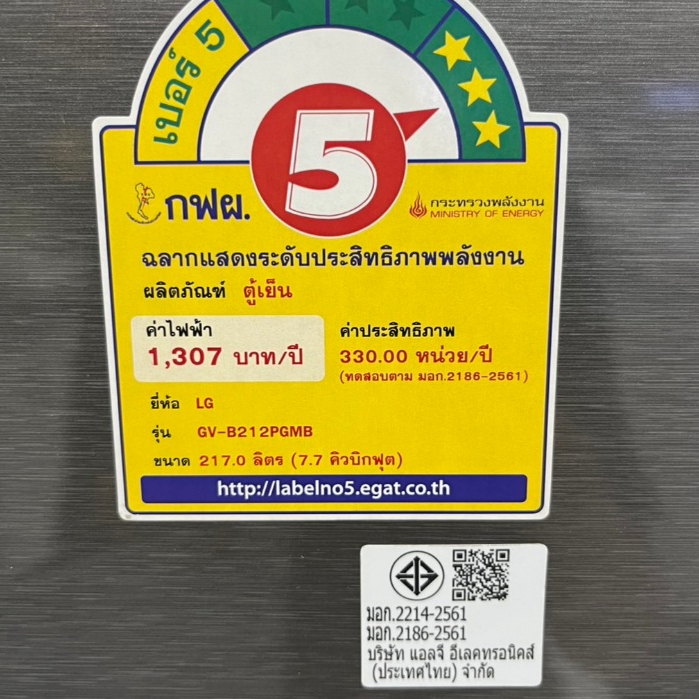 เบอร์ 5
5
กฟผ.
กระทรวงพลังงาน
MINISTRY OF ENERGY
ฉลากแสดงระดับประสิทธิภาพพลังงาน
ผลิตภัณฑ์ ตู้เย็น
ค่าไฟฟ้า
1,307 บาท/ปี
ค่าประสิทธิภาพ
330.00 หน่วย/ปี
(ทดสอบตาม มอก.2186-2561)
ยี่ห้อ LG
รุ่น GV-B212PGMB
ขนาด 217.0 ลิตร (7.7 คิวบิกฟุต)
http://labelno5.egat.co.th
มอก.2214-2561
มอก.2186-2561
บริษัท แอลจี อีเลคทรอนิคส์
(ประเทศไทย) จำกัด